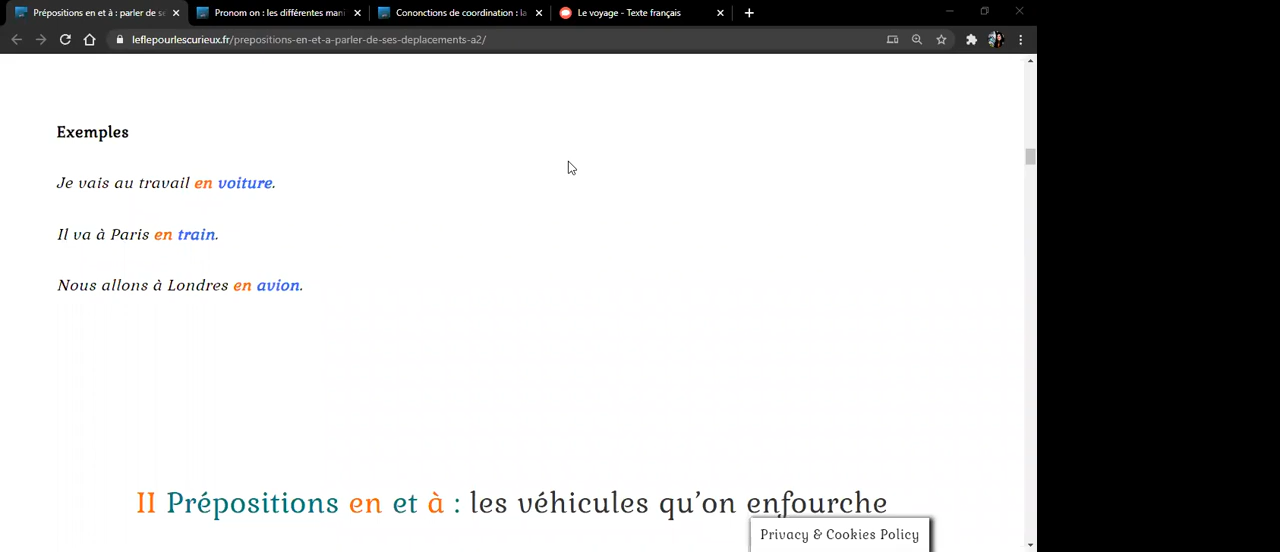 Prépositions en et à : parler de se
Pronom on : les différentes mani
Cononctions de coordination : la
Le voyage - Texte français
leflepourlescurieux.fr/prepositions-en-et-a-parler-de-ses-deplacements-a2/
Exemples
Je vais au travail en voiture.
Il va à Paris en train.
Nous allons à Londres en avion.
II Prépositions en et à : les véhicules qu’on enfourche
Privacy & Cookies Policy